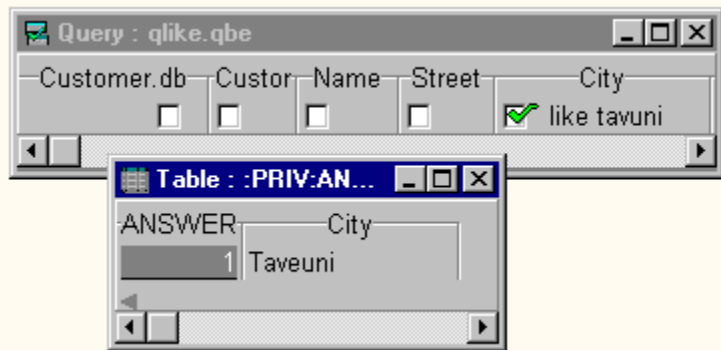 Query : qlike.qbe
Customer.db Custor Name Street City
like tavuni
Table : :PRIV:AN...
ANSWER City
1 Taveuni